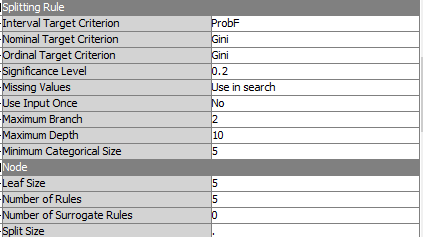 Splitting Rule
Interval Target Criterion ProbF
Nominal Target Criterion Gini
Ordinal Target Criterion Gini
Significance Level 0.2
Missing Values Use in search
Use Input Once No
Maximum Branch 2
Maximum Depth 10
Minimum Categorical Size 5
Node
Leaf Size 5
Number of Rules 5
Number of Surrogate Rules 0
Split Size .